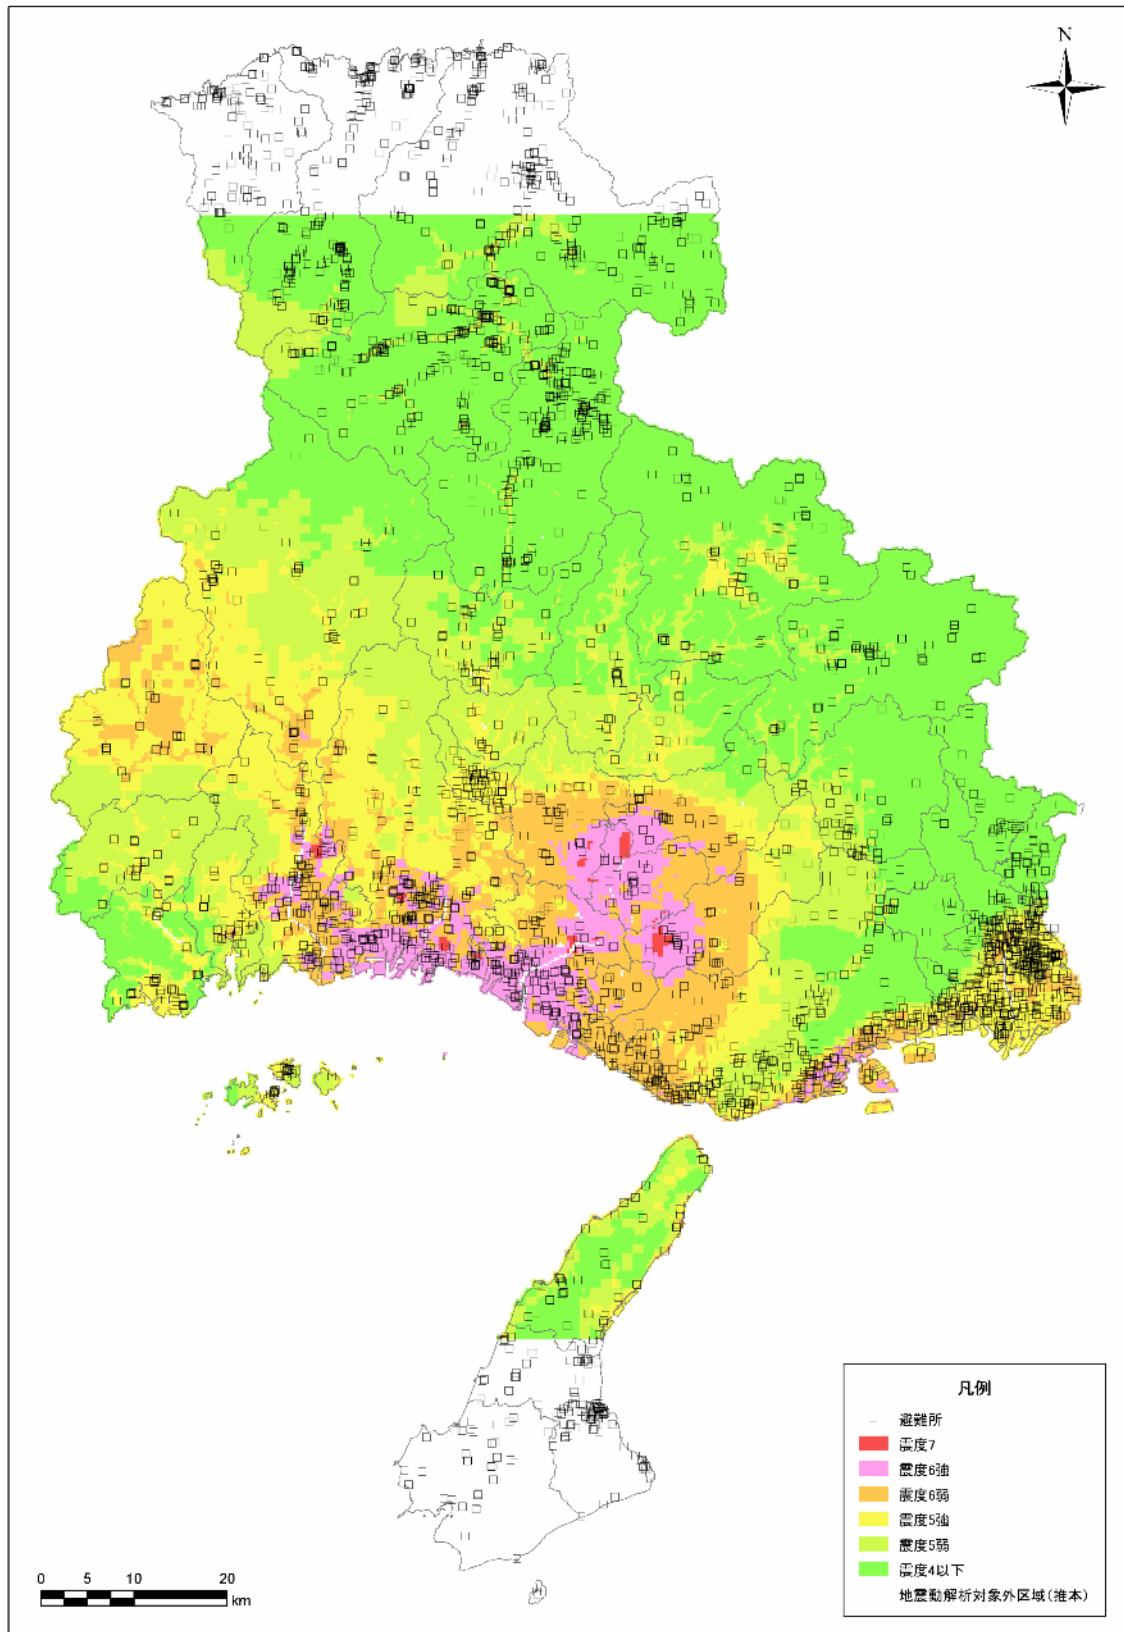 N
凡例
避難所
震度7
震度6強
震度6弱
震度5強
震度5弱
震度4以下
地震動解析対象外区域(推本)
0 5 10 20
km